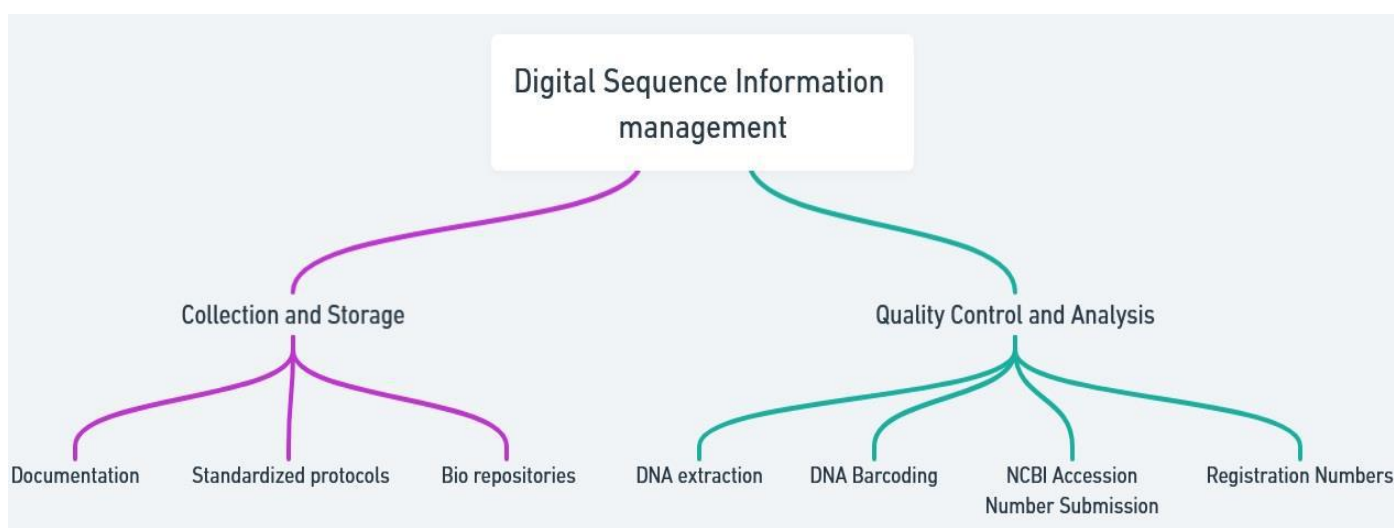 Digital Sequence Information
management
Collection and Storage
Quality Control and Analysis
Documentation
Standardized protocols
Bio repositories
DNA extraction
DNA Barcoding
NCBI Accession
Number Submission
Registration Numbers